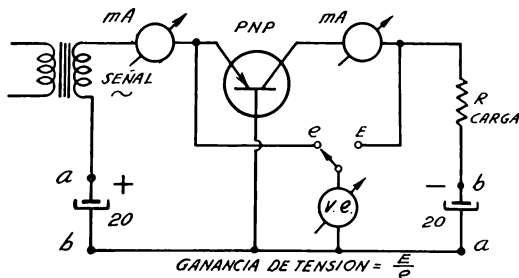 mA
PNP
mA
SEÑAL
~
R
CARGA
e
E
a
+
20
b
v.e.
−
b
20
a
GANANCIA DE TENSION = E/e